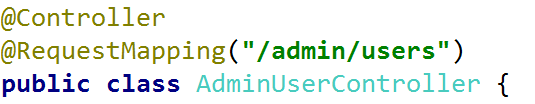 @Controller
@RequestMapping("/admin/users")
public class AdminUserController {